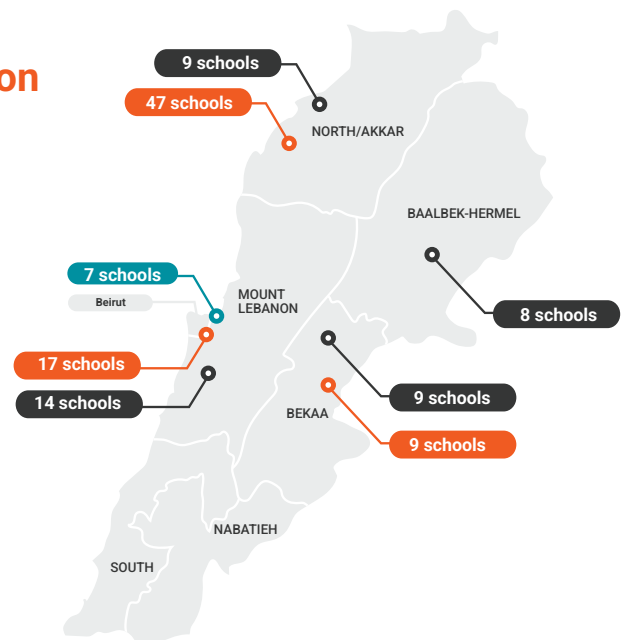 on
9 schools
47 schools
NORTH/AKKAR
BAALBEK-HERMEL
7 schools
Beirut
MOUNT
LEBANON
8 schools
17 schools
14 schools
9 schools
BEKAA
9 schools
NABATIEH
SOUTH